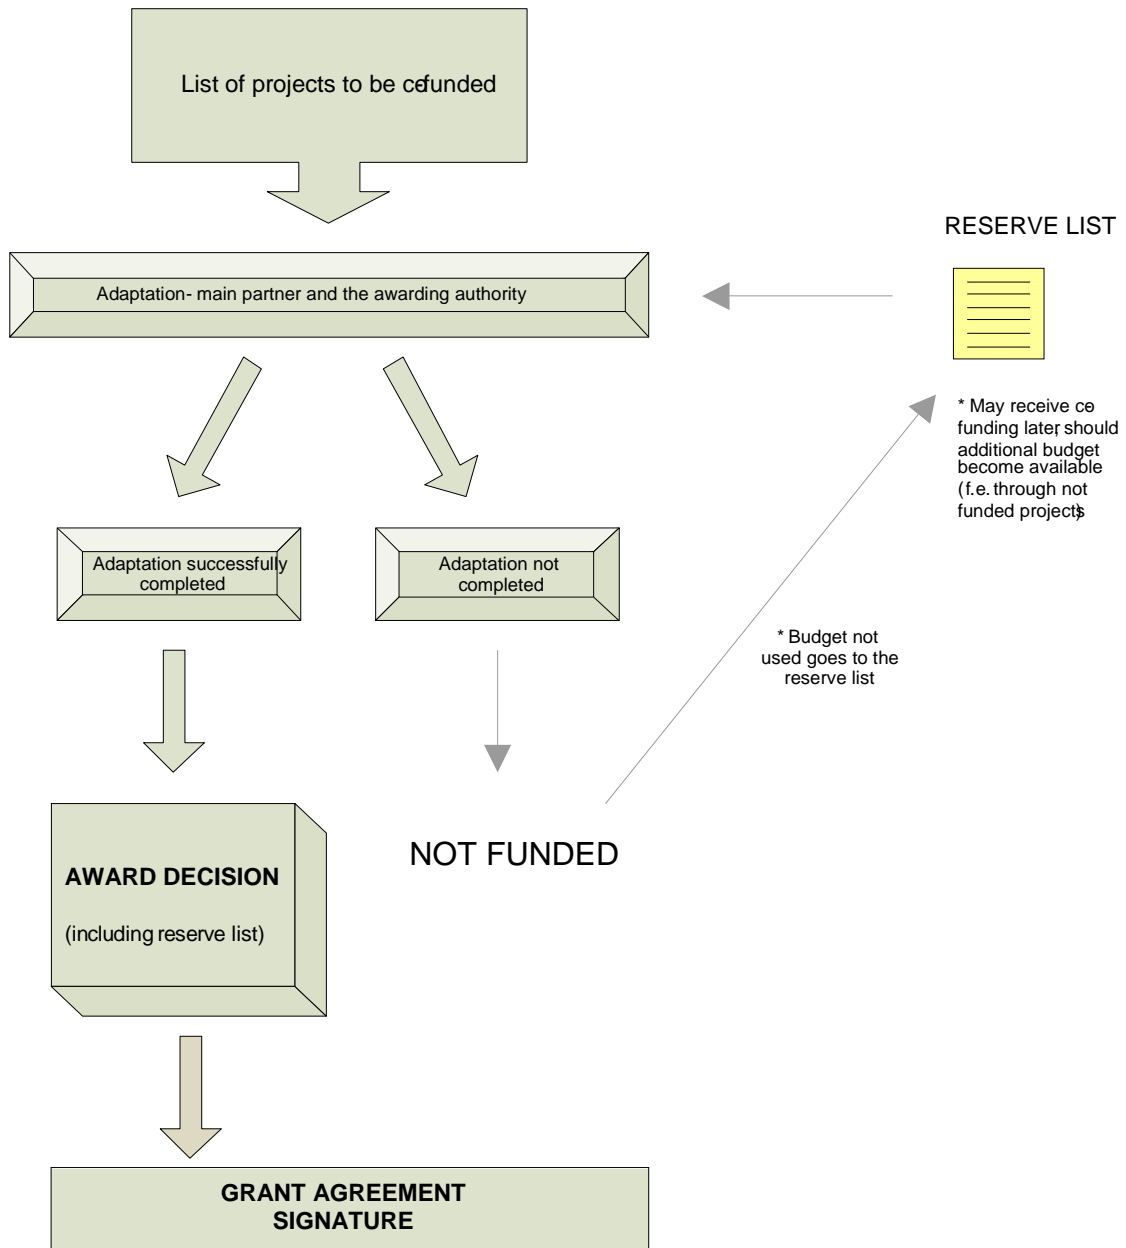 List of projects to be cofunded
RESERVE LIST
Adaptation- main partner and the awarding authority
* May receive co
funding later, should
additional budget
become available
(f.e. through not
funded projects)
Adaptation successfully
completed
Adaptation not
completed
* Budget not
used goes to the
reserve list
NOT FUNDED
AWARD DECISION
(including reserve list)
GRANT AGREEMENT
SIGNATURE